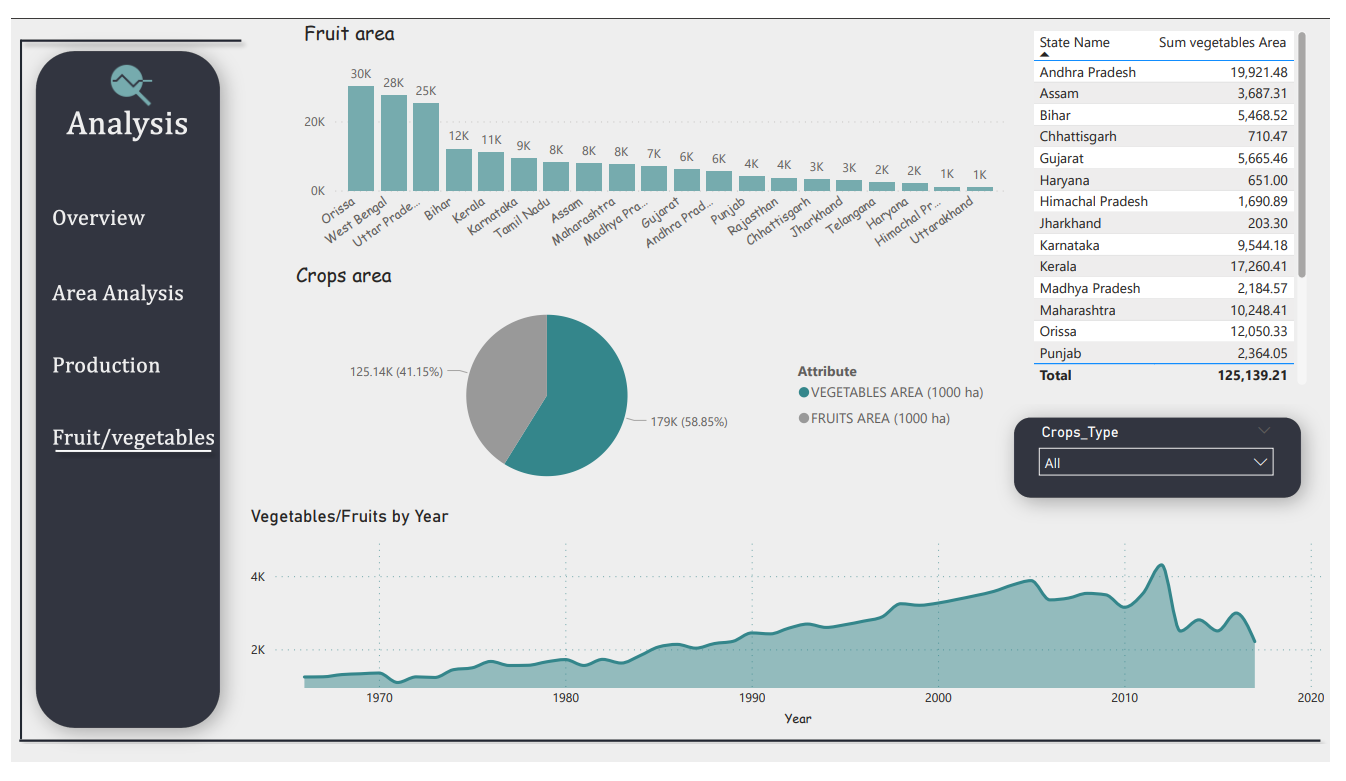 Analysis
Overview
Area Analysis
Production
Fruit/vegetables
Fruit area
20K
0K
30K
28K
25K
12K
11K
9K
8K
8K
8K
7K
6K
6K
4K
4K
3K
3K
2K
2K
1K
1K
Orissa
West Bengal
Uttar Prade...
Bihar
Kerala
Karnataka
Tamil Nadu
Assam
Maharashtra
Madhya Pra...
Gujarat
Andhra Prad...
Punjab
Rajasthan
Chhattisgarh
Jharkhand
Telangana
Haryana
Himachal Pr...
Uttarakhand
Crops area
125.14K (41.15%)
179K (58.85%)
Attribute
VEGETABLES AREA (1000 ha)
FRUITS AREA (1000 ha)
State Name Sum vegetables Area
Andhra Pradesh 19,921.48
Assam 3,687.31
Bihar 5,468.52
Chhattisgarh 710.47
Gujarat 5,665.46
Haryana 651.00
Himachal Pradesh 1,690.89
Jharkhand 203.30
Karnataka 9,544.18
Kerala 17,260.41
Madhya Pradesh 2,184.57
Maharashtra 10,248.41
Orissa 12,050.33
Punjab 2,364.05
Total 125,139.21
Crops_Type
All
Vegetables/Fruits by Year
4K
2K
1970 1980 1990 2000 2010 2020
Year